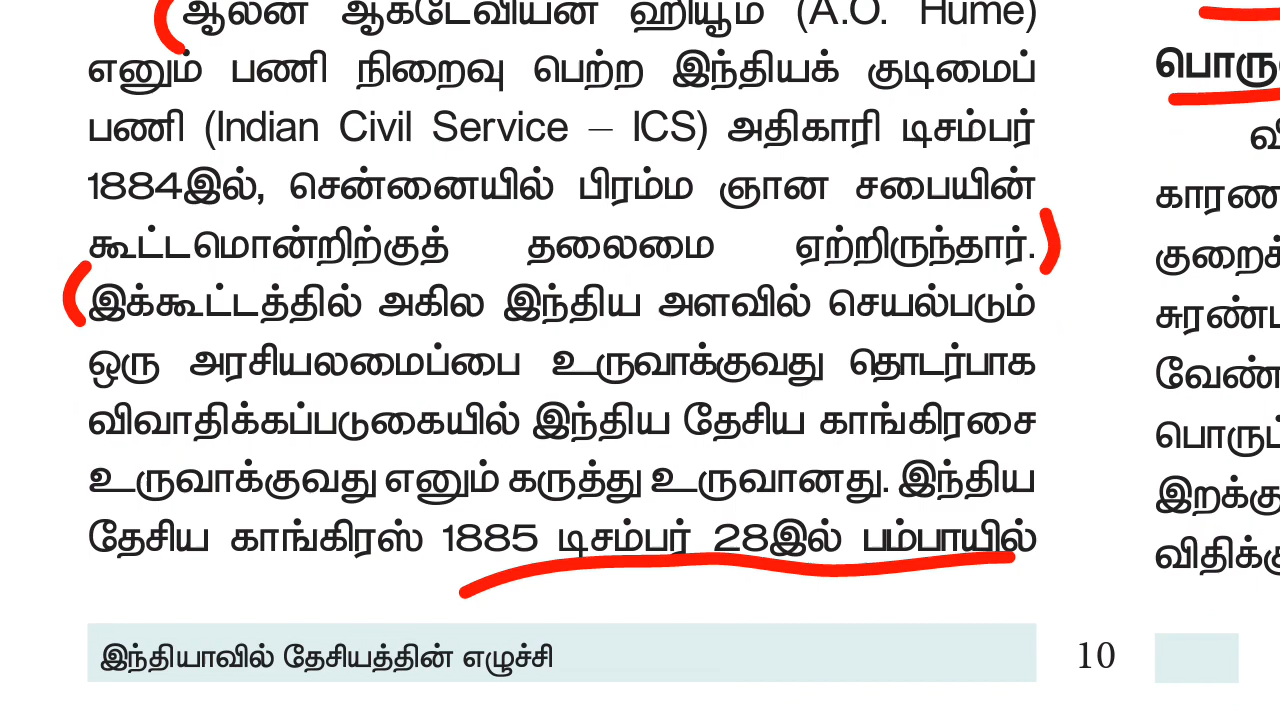 ஆலன் ஆக்டேவியன் ஹியூம் (A.O. Hume)
எனும் பணி நிறைவு பெற்ற இந்தியக் குடிமைப்
பணி (Indian Civil Service – ICS) அதிகாரி டிசம்பர்
1884இல், சென்னையில் பிரம்ம ஞான சபையின்
கூட்டமொன்றிற்குத் தலைமை ஏற்றிருந்தார்.
இக்கூட்டத்தில் அகில இந்திய அளவில் செயல்படும்
ஒரு அரசியலமைப்பை உருவாக்குவது தொடர்பாக
விவாதிக்கப்படுகையில் இந்திய தேசிய காங்கிரசை
உருவாக்குவது எனும் கருத்து உருவானது. இந்திய
தேசிய காங்கிரஸ் 1885 டிசம்பர் 28இல் பம்பாயில்
இந்தியாவில் தேசியத்தின் எழுச்சி
10